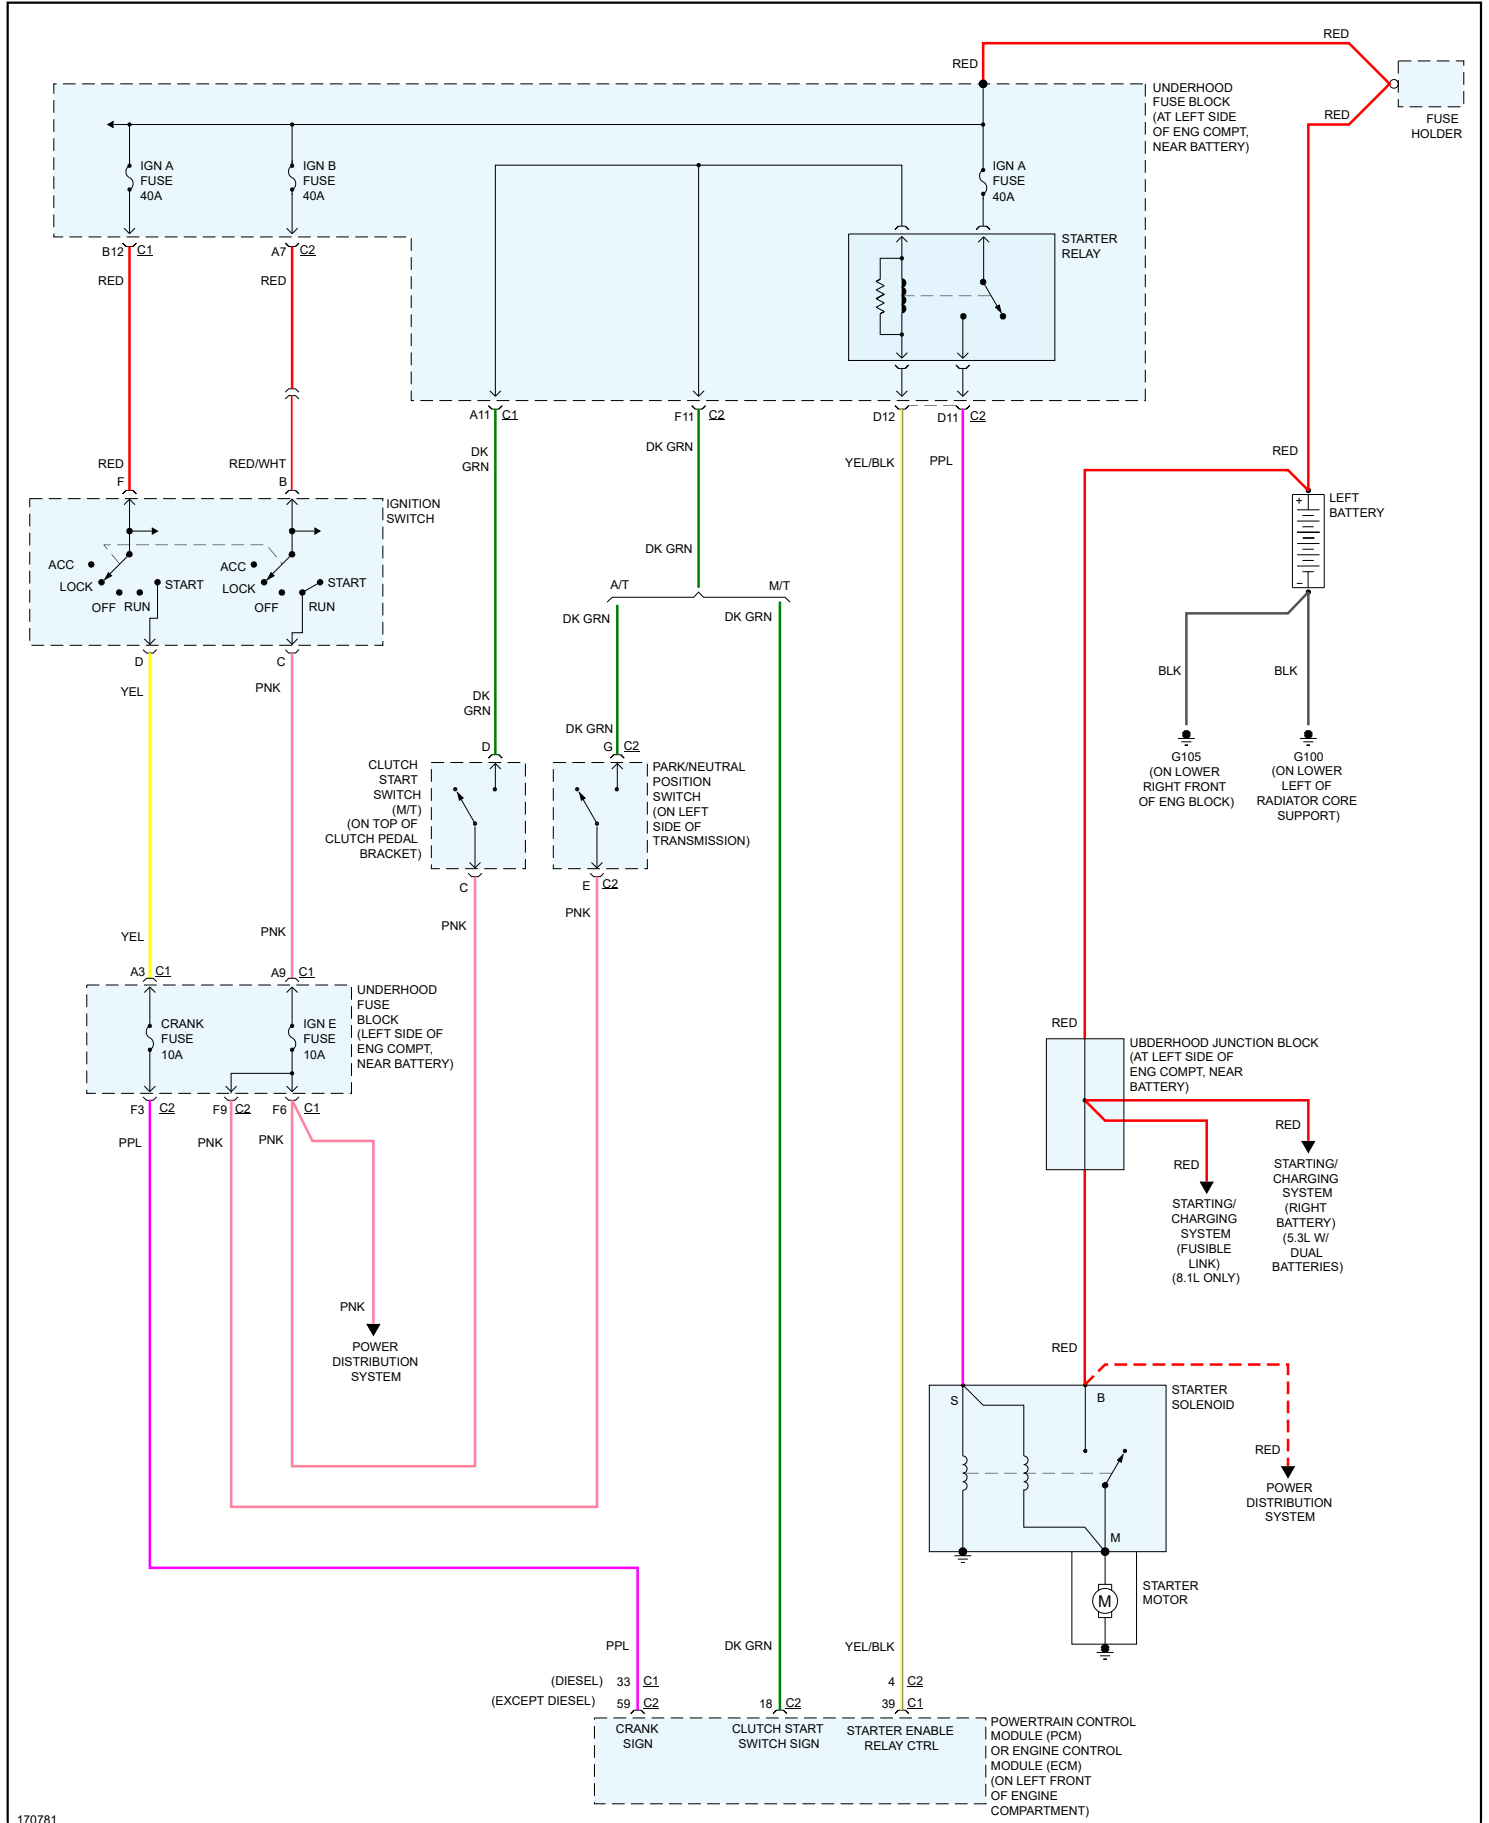 RED
RED
UNDERHOOD
FUSE BLOCK
(AT LEFT SIDE
OF ENG COMPT,
NEAR BATTERY)
RED
FUSE
HOLDER
IGN A
FUSE
40A
IGN B
FUSE
40A
IGN A
FUSE
40A
STARTER
RELAY
B12 C1
A7 C2
RED
RED
A11 C1
F11 C2
D12
D11 C2
DK
GRN
DK GRN
YEL/BLK
PPL
RED
RED
RED/WHT
F
B
IGNITION
SWITCH
+
-
LEFT
BATTERY
ACC
LOCK
OFF
RUN
START
ACC
LOCK
OFF
RUN
START
DK GRN
A/T
M/T
DK GRN
DK GRN
D
C
YEL
PNK
BLK
BLK
DK
GRN
DK GRN
D
G C2
G105
(ON LOWER
RIGHT FRONT
OF ENG BLOCK)
G100
(ON LOWER
LEFT OF
RADIATOR CORE
SUPPORT)
CLUTCH
START
SWITCH
(M/T)
(ON TOP OF
CLUTCH PEDAL
BRACKET)
PARK/NEUTRAL
POSITION
SWITCH
(ON LEFT
SIDE OF
TRANSMISSION)
C
E C2
PNK
PNK
YEL
PNK
A3 C1
A9 C1
UNDERHOOD
FUSE
BLOCK
(LEFT SIDE OF
ENG COMPT,
NEAR BATTERY)
CRANK
FUSE
10A
IGN E
FUSE
10A
RED
UBDERHOOD JUNCTION BLOCK
(AT LEFT SIDE OF
ENG COMPT, NEAR
BATTERY)
F3 C2
F9 C2
F6 C1
PPL
PNK
PNK
RED
RED
STARTING/
CHARGING
SYSTEM
(RIGHT
BATTERY)
(5.3L W/
DUAL
BATTERIES)
STARTING/
CHARGING
SYSTEM
(FUSIBLE
LINK)
(8.1L ONLY)
PNK
POWER
DISTRIBUTION
SYSTEM
RED
S
B
STARTER
SOLENOID
RED
POWER
DISTRIBUTION
SYSTEM
M
M
STARTER
MOTOR
PPL
DK GRN
YEL/BLK
(DIESEL) 33 C1
4 C2
(EXCEPT DIESEL) 59 C2
18 C2
39 C1
CRANK
SIGN
CLUTCH START
SWITCH SIGN
STARTER ENABLE
RELAY CTRL
POWERTRAIN CONTROL
MODULE (PCM)
OR ENGINE CONTROL
MODULE (ECM)
(ON LEFT FRONT
OF ENGINE
COMPARTMENT)
170781